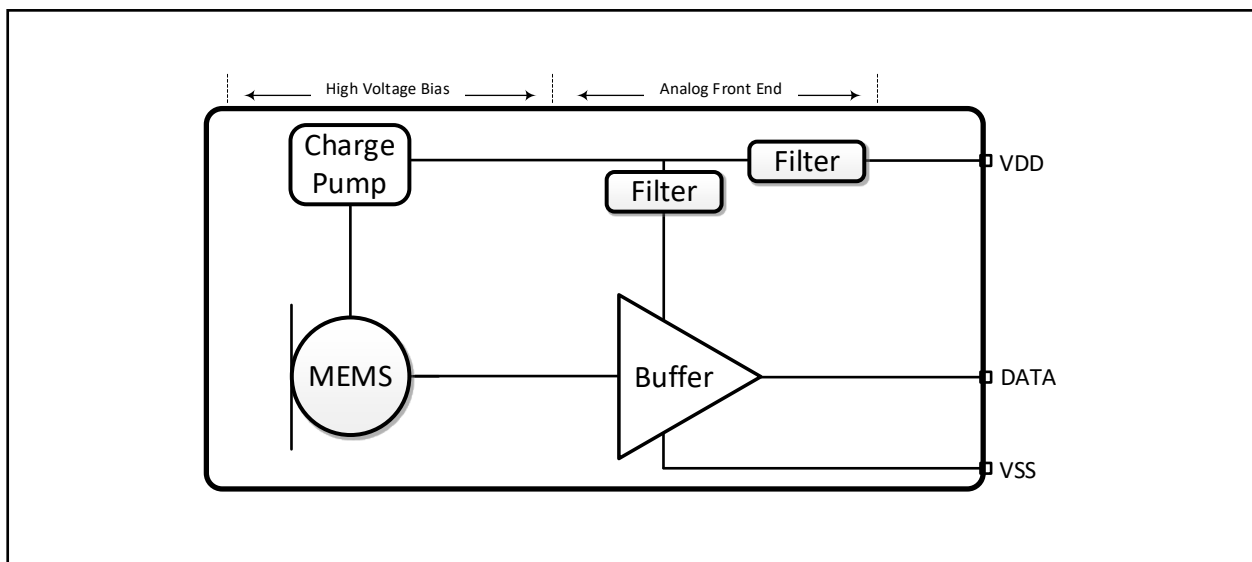 High Voltage Bias
Analog Front End
Charge
Pump
Filter
VDD
Filter
MEMS
Buffer
DATA
VSS